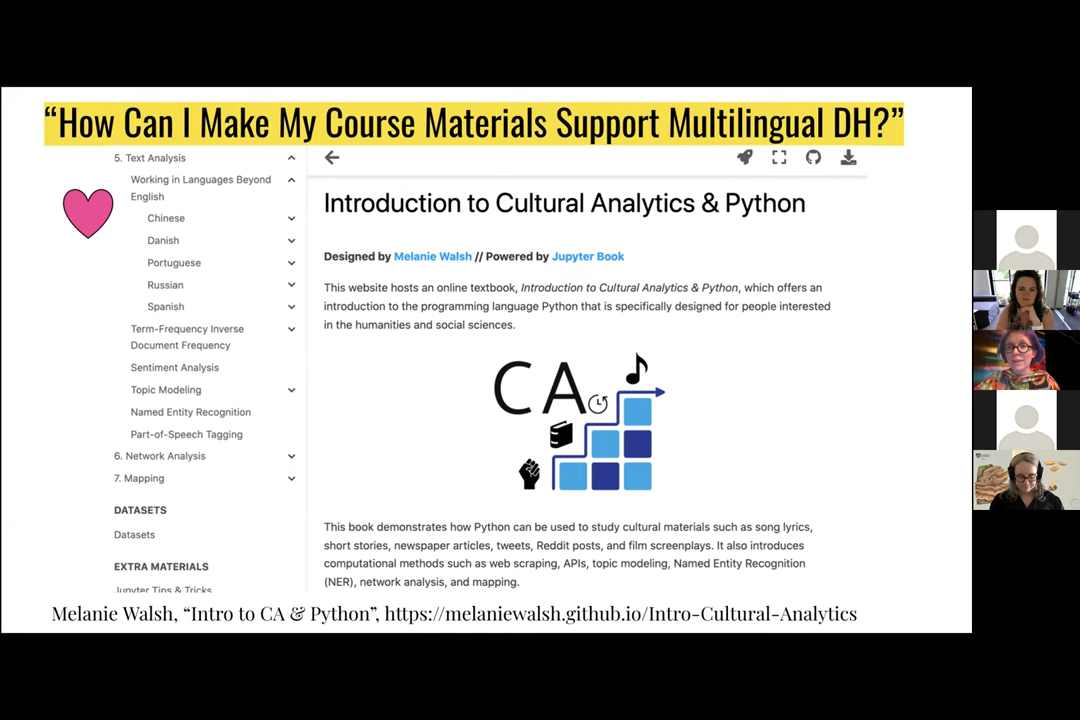 “How Can I Make My Course Materials Support Multilingual DH?”
5. Text Analysis
Working in Languages Beyond
English
Chinese
Danish
Portuguese
Russian
Spanish
Term-Frequency Inverse
Document Frequency
Sentiment Analysis
Topic Modeling
Named Entity Recognition
Part-of-Speech Tagging
6. Network Analysis
7. Mapping
DATASETS
Datasets
EXTRA MATERIALS
Jupyter Tips & Tricks
Introduction to Cultural Analytics & Python
Designed by Melanie Walsh // Powered by Jupyter Book
This website hosts an online textbook, Introduction to Cultural Analytics & Python, which offers an
introduction to the programming language Python that is specifically designed for people interested
in the humanities and social sciences.
CA
This book demonstrates how Python can be used to study cultural materials such as song lyrics,
short stories, newspaper articles, tweets, Reddit posts, and film screenplays. It also introduces
computational methods such as web scraping, APIs, topic modeling, Named Entity Recognition
(NER), network analysis, and mapping.
Melanie Walsh, “Intro to CA & Python”, https://melaniewalsh.github.io/Intro-Cultural-Analytics